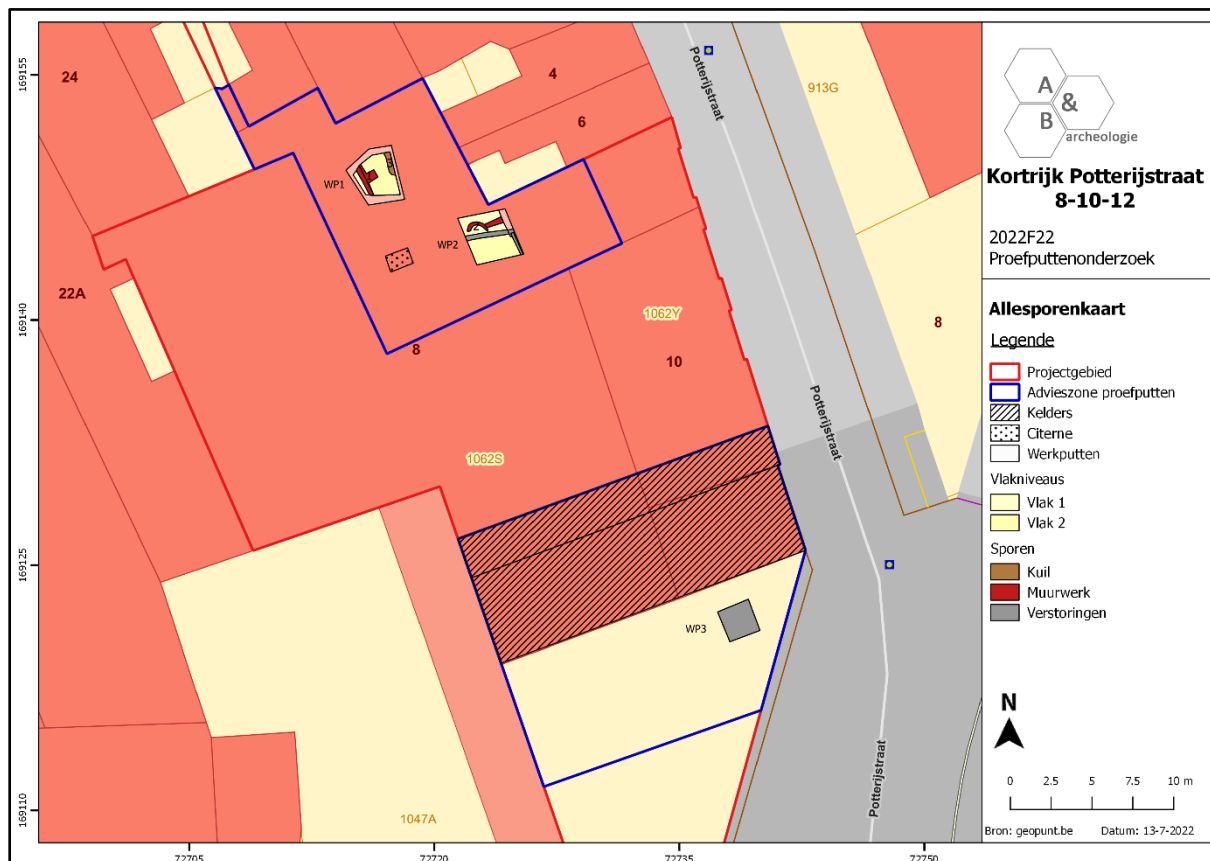 24
4
6
22A
8
10
8
913G
1062Y
1062S
1047A
WP1
WP2
WP3
Potterijstraat
Potterijstraat
Potterijstraat
169155
169140
169125
169110
72705
72720
72735
72750
A
&
B
archeologie
Kortrijk Potterijstraat
8-10-12
2022F22
Proefputtenonderzoek
Allesporenkaart
Legende
Projectgebied
Advieszone proefputten
Kelders
Citerne
Werkputten
Vlakniveaus
Vlak 1
Vlak 2
Sporen
Kuil
Muurwerk
Verstoringen
N
0 2.5 5 7.5 10 m
Bron: geopunt.be Datum: 13-7-2022